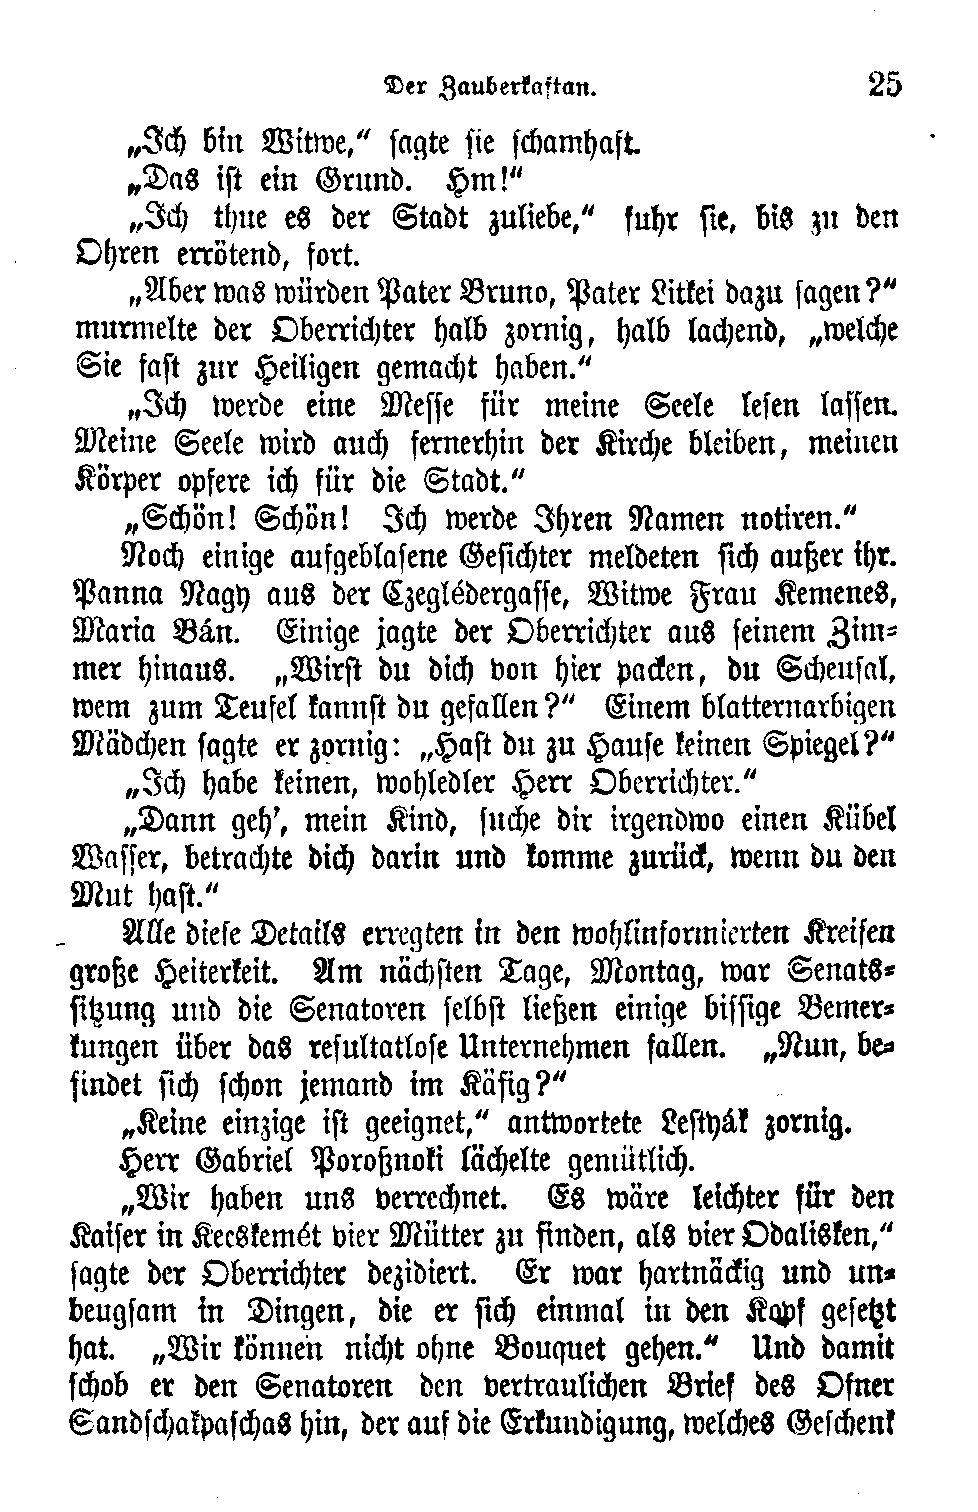 Der Zauberkaftan. 25
„Ich bin Witwe,“ sagte sie schamhaft.
„Das ist ein Grund. Hm!“
„Ich thue es der Stadt zuliebe,“ fuhr sie, bis zu den
Ohren errötend, fort.
„Aber was würden Pater Bruno, Pater Litkei dazu sagen?“
murmelte der Oberrichter halb zornig, halb lachend, „welche
Sie fast zur Heiligen gemacht haben.“
„Ich werde eine Messe für meine Seele lesen lassen.
Meine Seele wird auch fernerhin der Kirche bleiben, meinen
Körper opfere ich für die Stadt.“
„Schön! Schön! Ich werde Ihren Namen notiren.“
Noch einige aufgeblasene Gesichter meldeten sich außer ihr.
Panna Nagy aus der Czeglédergasse, Witwe Frau Kemenes,
Maria Bán. Einige jagte der Oberrichter aus seinem Zim-
mer hinaus. „Wirst du dich von hier packen, du Scheusal,
wem zum Teufel kannst du gefallen?“ Einem blatternarbigen
Mädchen sagte er zornig: „Hast du zu Hause keinen Spiegel?“
„Ich habe keinen, wohledler Herr Oberrichter.“
„Dann geh', mein Kind, suche dir irgendwo einen Kübel
Wasser, betrachte dich darin und komme zurück, wenn du den
Mut hast.“
Alle diese Details erregten in den wohlinformierten Kreisen
große Heiterkeit. Am nächsten Tage, Montag, war Senats-
sitzung und die Senatoren selbst ließen einige bissige Bemer-
kungen über das resultatlose Unternehmen fallen. „Nun, be-
findet sich schon jemand im Käfig?“
„Keine einzige ist geeignet,“ antwortete Lestyák zornig.
Herr Gabriel Poroßnoki lächelte gemütlich.
„Wir haben uns verrechnet. Es wäre leichter für den
Kaiser in Kecskemét vier Mütter zu finden, als vier Odalisken,“
sagte der Oberrichter dezidiert. Er war hartnäckig und un-
beugsam in Dingen, die er sich einmal in den Kopf gesetzt
hat. „Wir können nicht ohne Bouquet gehen.“ Und damit
schob er den Senatoren den vertraulichen Brief des Ofner
Sandschakpaschas hin, der auf die Erkundigung, welches Geschenk